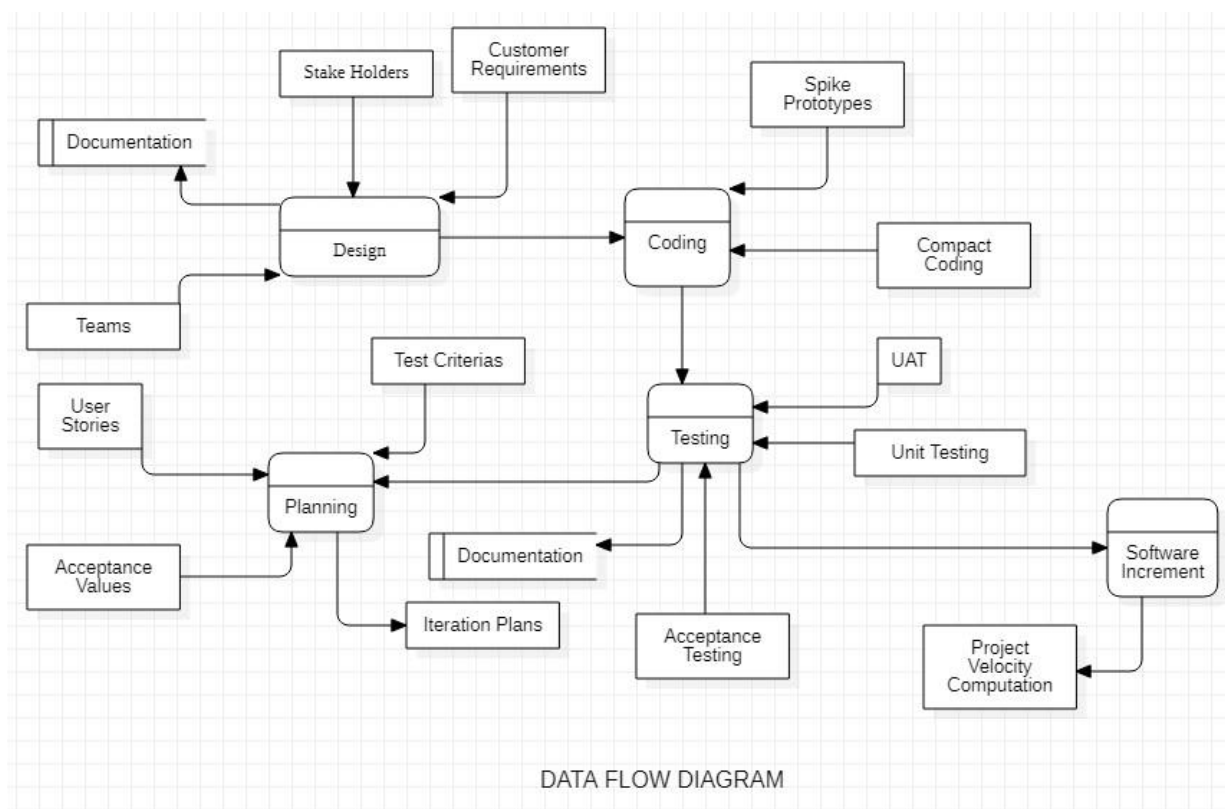 Customer
Requirements
Stake Holders
Spike
Prototypes
Documentation
Design
Coding
Compact
Coding
Teams
Test Criterias
UAT
User
Stories
Testing
Unit Testing
Planning
Documentation
Software
Increment
Acceptance
Values
Iteration Plans
Acceptance
Testing
Project
Velocity
Computation
DATA FLOW DIAGRAM